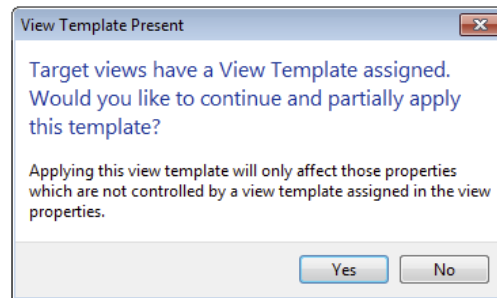 View Template Present
Target views have a View Template assigned.
Would you like to continue and partially apply
this template?
Applying this view template will only affect those properties
which are not controlled by a view template assigned in the view
properties.
Yes
No